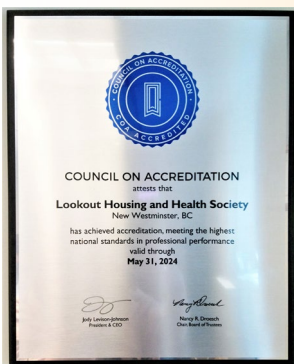 COUNCIL ON ACCREDITATION
COA ACCREDITED
COUNCIL ON ACCREDITATION
attests that
Lookout Housing and Health Society
New Westminster, BC
has achieved accreditation, meeting the highest
national standards in professional performance
valid through
May 31, 2024
Jody Levison-Johnson
President & CEO
Nancy R. Droesch
Chair, Board of Trustees